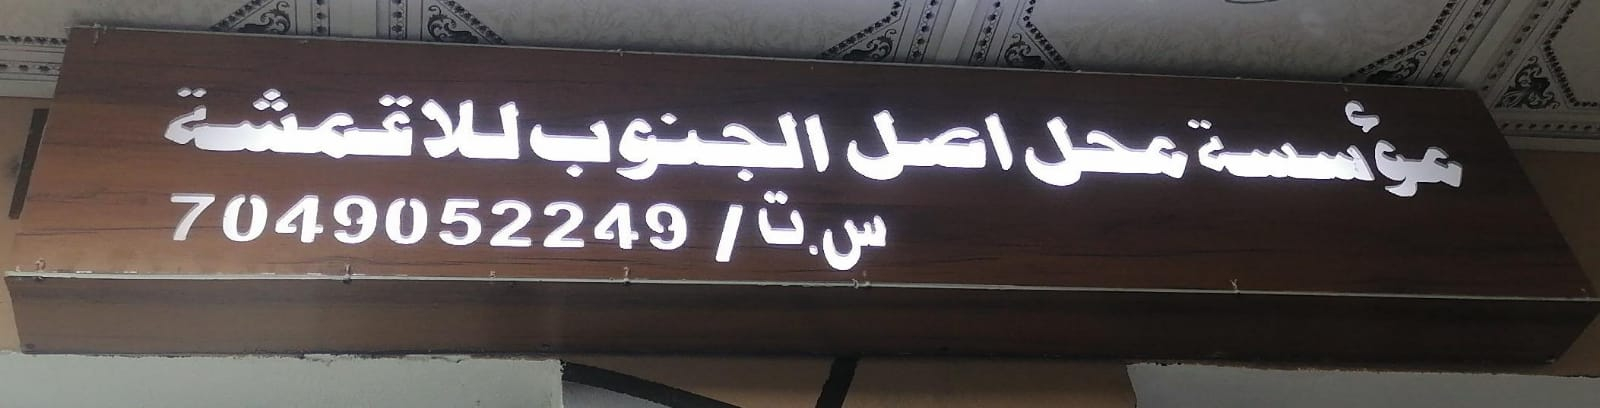 مؤسسة محل اصل الجنوب للاقمشة
س.ت/ 7049052249